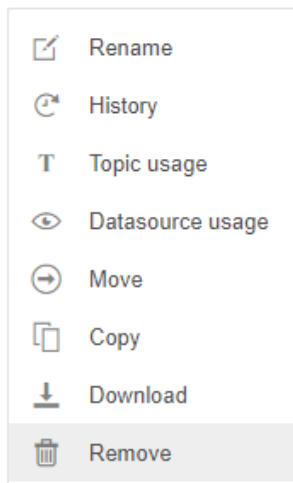 Rename
History
Topic usage
Datasource usage
Move
Copy
Download
Remove